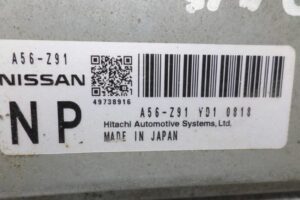 A56-Z91
NISSAN
49738916
NP
A56-Z91 YD1 0818
Hitachi Automotive Systems, Ltd.
MADE IN JAPAN